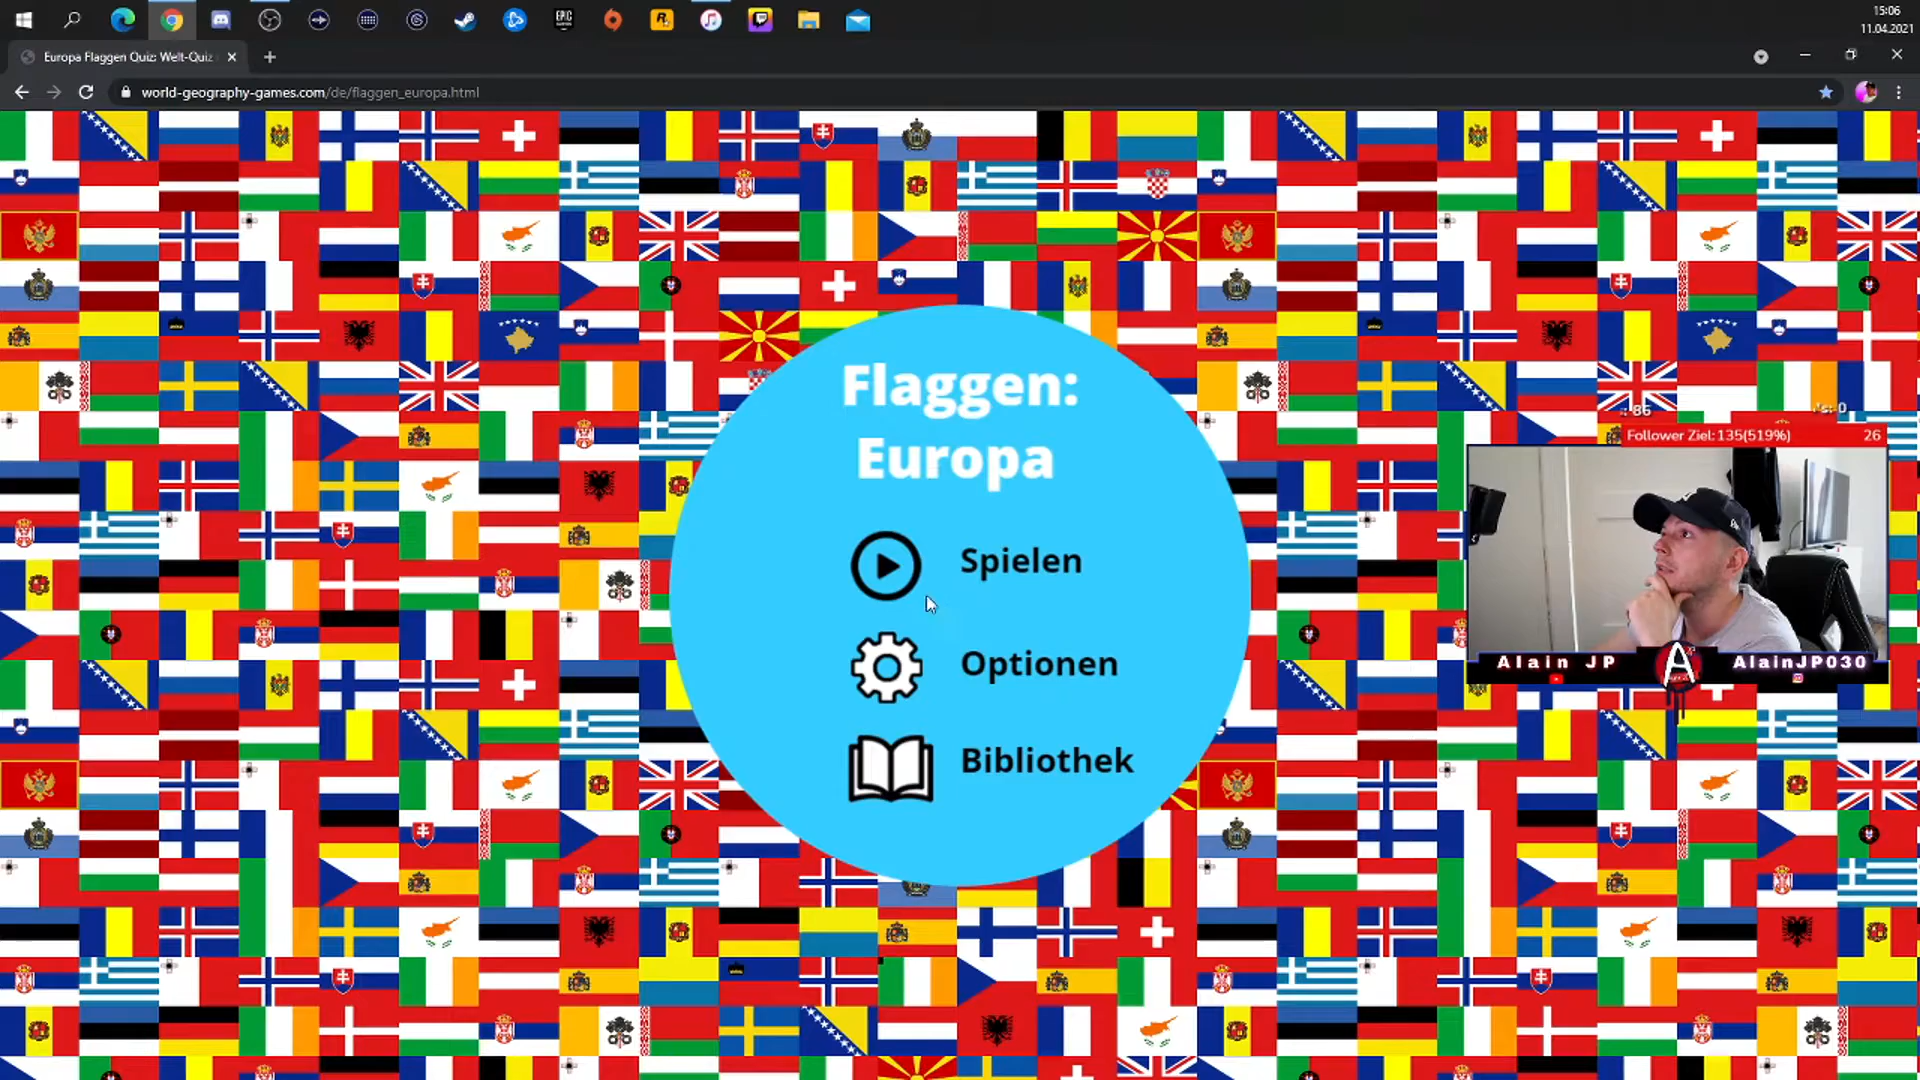 15:06
11.04.2021
Europa Flaggen Quiz: Welt-Quiz
world-geography-games.com/de/flaggen_europa.html
Flaggen:
Europa
Spielen
Optionen
Bibliothek
Follower Ziel: 135(519%) 26
Alain JP
A
AlainJP030
EPIC